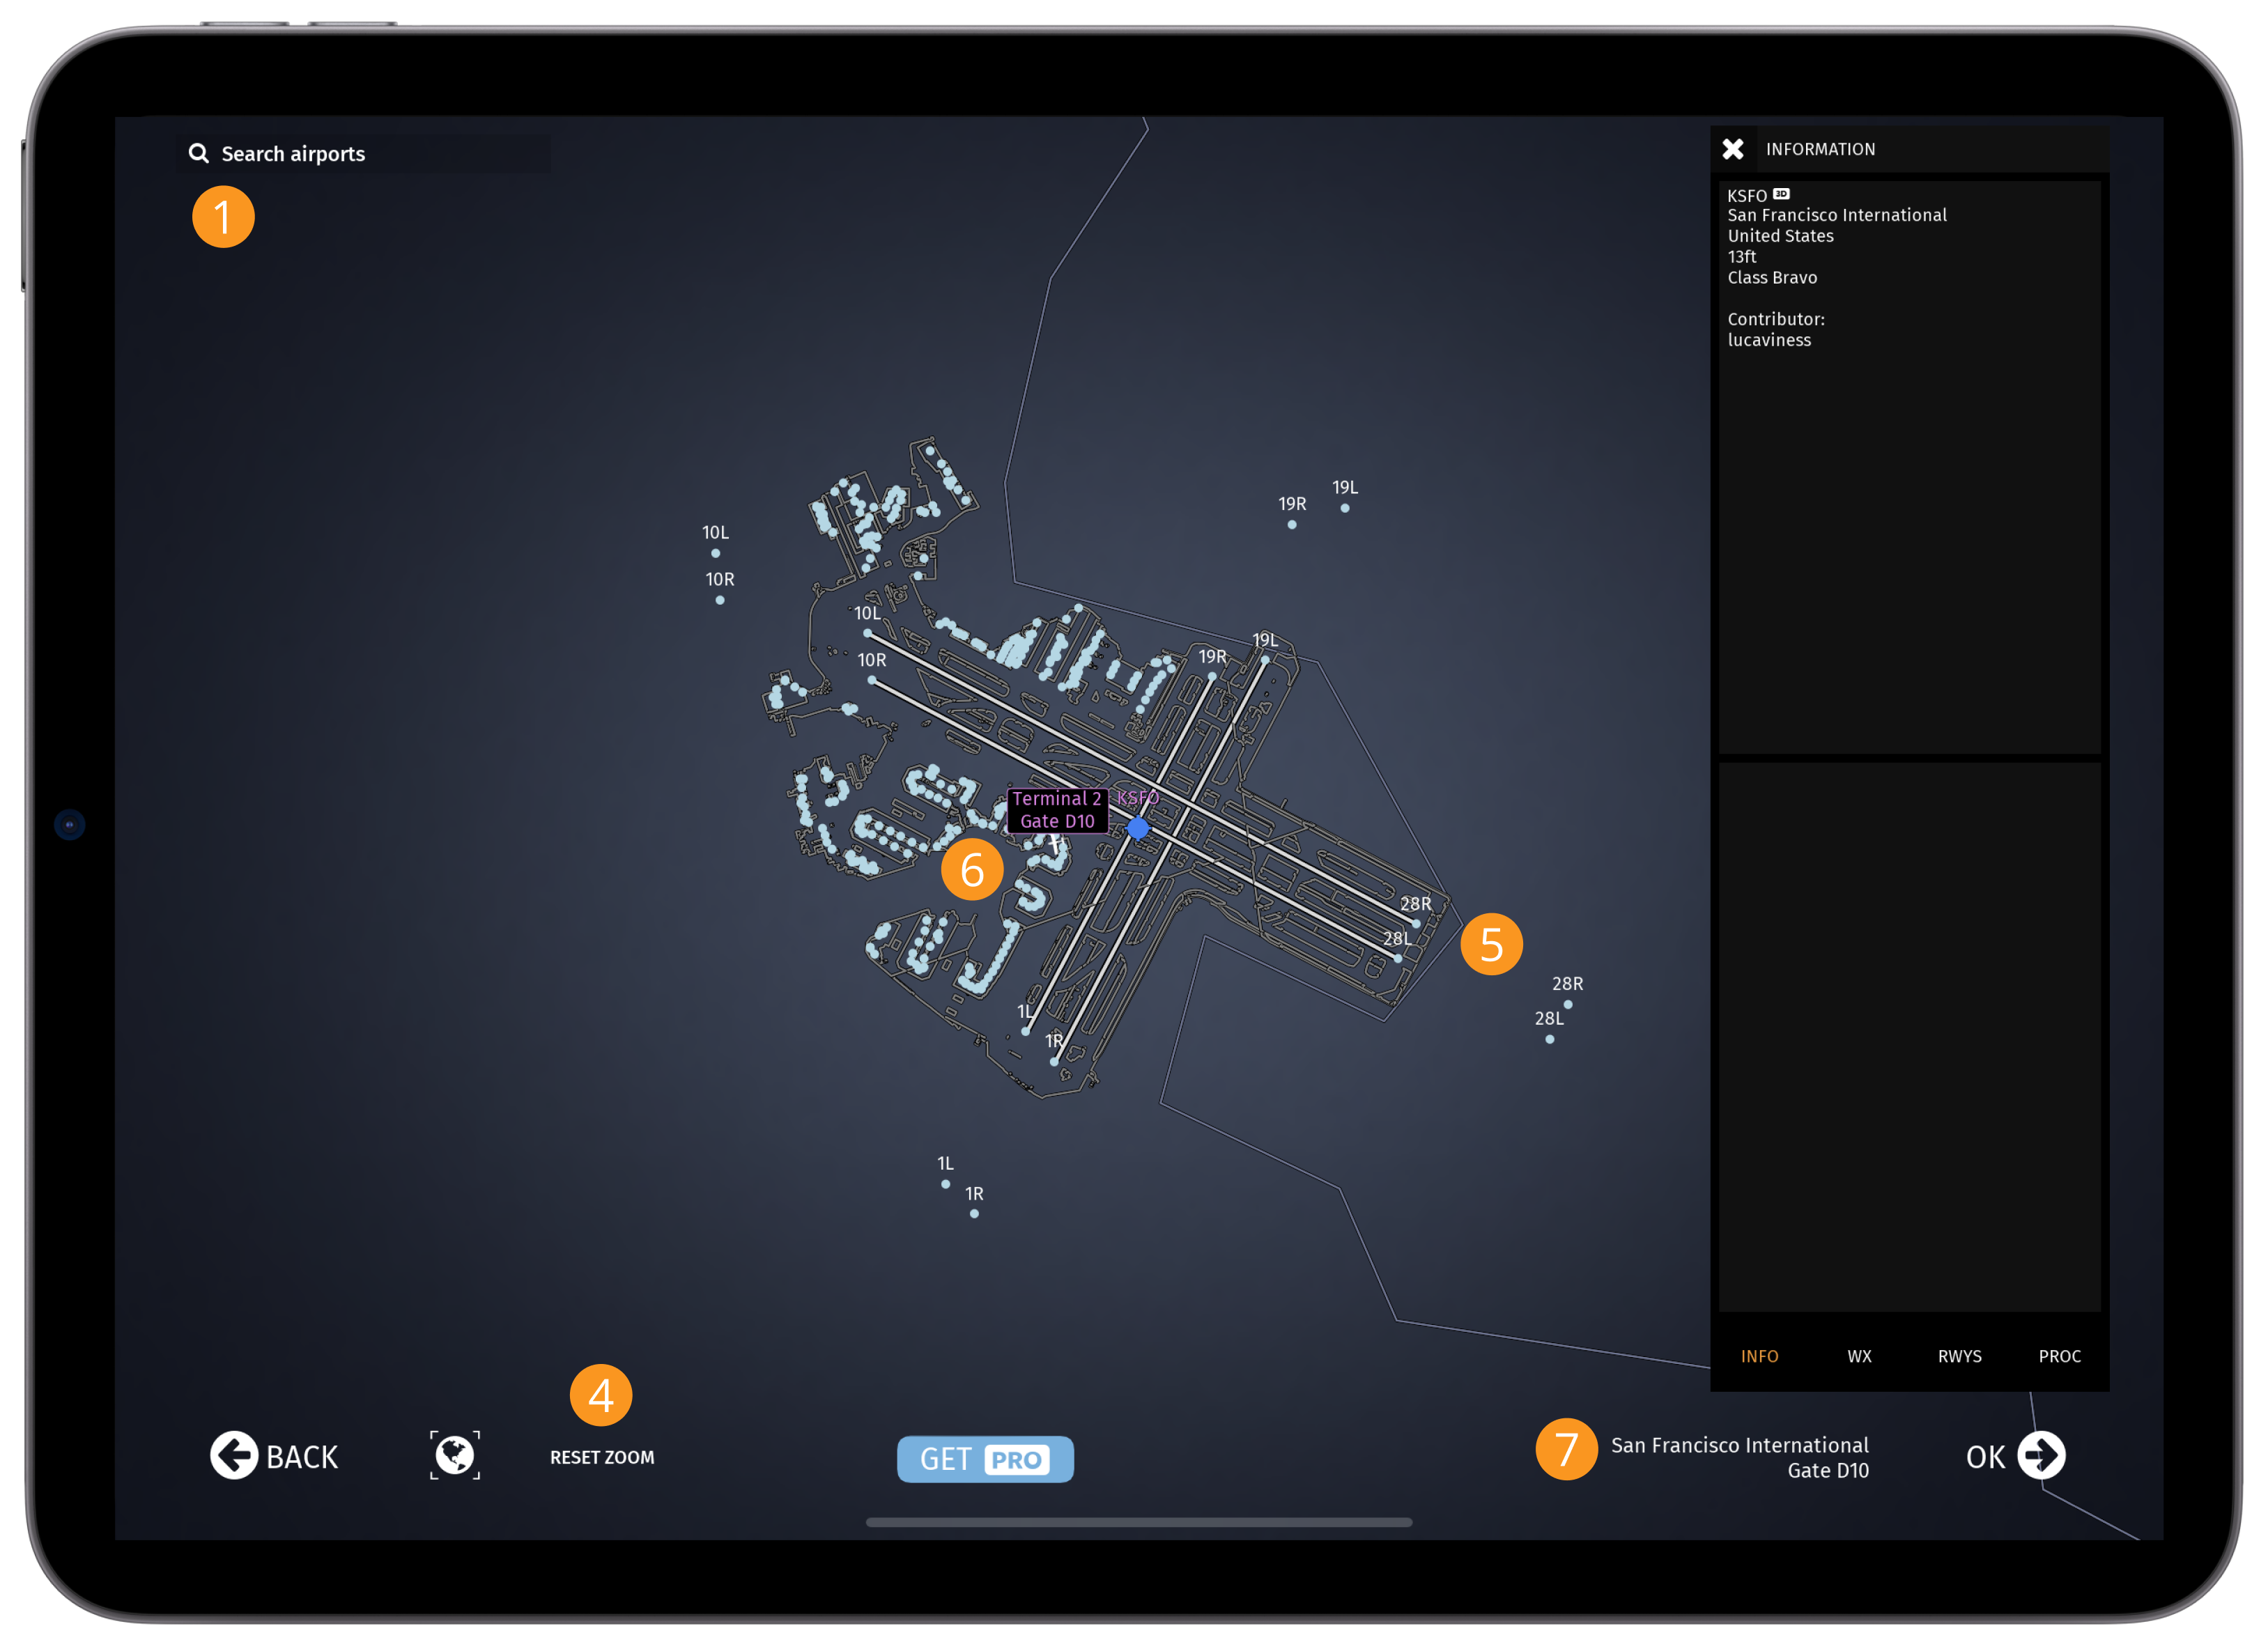 Search airports
1
INFORMATION
KSFO 3D
San Francisco International
United States
13ft
Class Bravo
Contributor:
lucaviness
19L
19R
10L
10R
10L
10R
19L
19R
Terminal 2
Gate D10
KSFO
6
28R
28L
5
28R
28L
1L
1R
1L
1R
INFO
WX
RWYS
PROC
4
BACK
RESET ZOOM
GET PRO
7
San Francisco International
Gate D10
OK